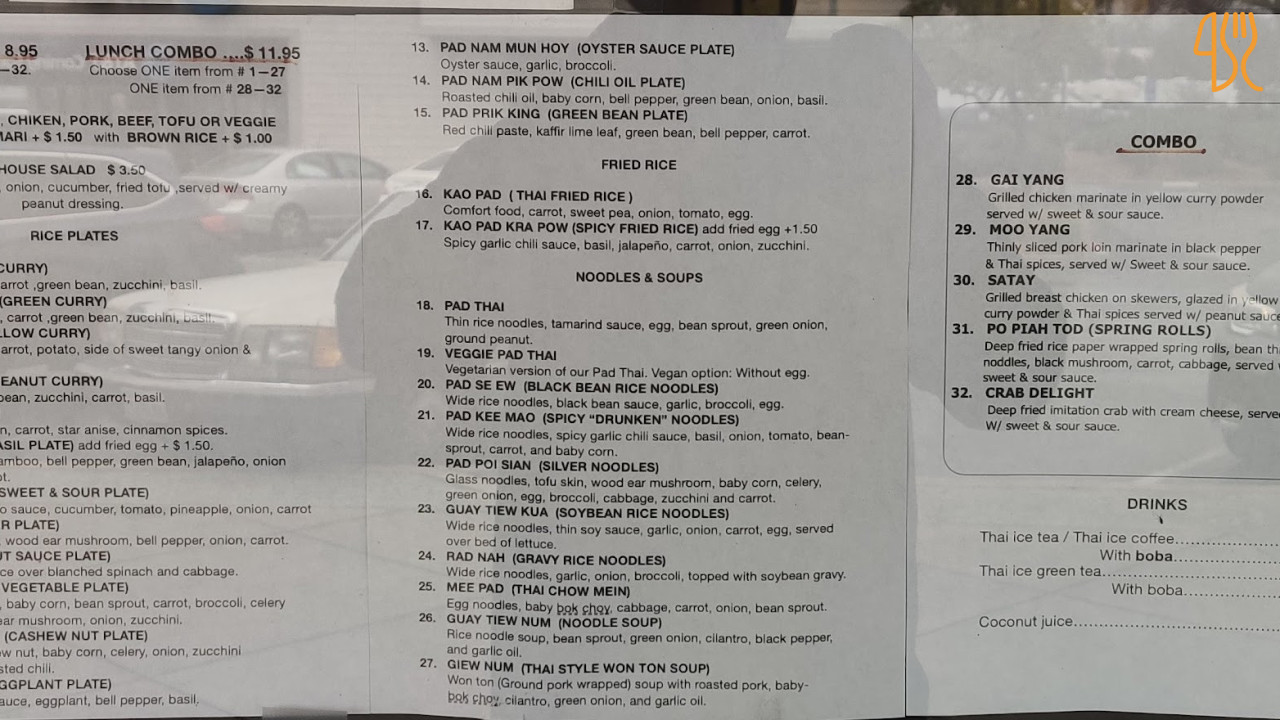 8.95
–32.
LUNCH COMBO ....$ 11.95
Choose ONE item from # 1–27
ONE item from # 28–32
, CHIKEN, PORK, BEEF, TOFU OR VEGGIE
MARI + $ 1.50 with BROWN RICE + $ 1.00
HOUSE SALAD $ 3.50
, onion, cucumber, fried tofu ,served w/ creamy
peanut dressing.
RICE PLATES
CURRY)
arrot ,green bean, zucchini, basil.
(GREEN CURRY)
, carrot ,green bean, zucchini, basil.
LLOW CURRY)
arrot, potato, side of sweet tangy onion &
EANUT CURRY)
bean, zucchini, carrot, basil.
n, carrot, star anise, cinnamon spices.
ASIL PLATE) add fried egg + $ 1.50.
amboo, bell pepper, green bean, jalapeño, onion
ot.
SWEET & SOUR PLATE)
o sauce, cucumber, tomato, pineapple, onion, carrot
R PLATE)
, wood ear mushroom, bell pepper, onion, carrot.
UT SAUCE PLATE)
ce over blanched spinach and cabbage.
VEGETABLE PLATE)
, baby corn, bean sprout, carrot, broccoli, celery
ear mushroom, onion, zucchini.
(CASHEW NUT PLATE)
w nut, baby corn, celery, onion, zucchini
sted chili.
GGPLANT PLATE)
auce, eggplant, bell pepper, basil,
13. PAD NAM MUN HOY (OYSTER SAUCE PLATE)
Oyster sauce, garlic, broccoli.
14. PAD NAM PIK POW (CHILI OIL PLATE)
Roasted chili oil, baby corn, bell pepper, green bean, onion, basil.
15. PAD PRIK KING (GREEN BEAN PLATE)
Red chili paste, kaffir lime leaf, green bean, bell pepper, carrot.
FRIED RICE
16. KAO PAD ( THAI FRIED RICE )
Comfort food, carrot, sweet pea, onion, tomato, egg.
17. KAO PAD KRA POW (SPICY FRIED RICE) add fried egg +1.50
Spicy garlic chili sauce, basil, jalapeño, carrot, onion, zucchini.
NOODLES & SOUPS
18. PAD THAI
Thin rice noodles, tamarind sauce, egg, bean sprout, green onion,
ground peanut.
19. VEGGIE PAD THAI
Vegetarian version of our Pad Thai. Vegan option: Without egg.
20. PAD SE EW (BLACK BEAN RICE NOODLES)
Wide rice noodles, black bean sauce, garlic, broccoli, egg.
21. PAD KEE MAO (SPICY “DRUNKEN” NOODLES)
Wide rice noodles, spicy garlic chili sauce, basil, onion, tomato, bean-
sprout, carrot, and baby corn.
22. PAD POI SIAN (SILVER NOODLES)
Glass noodles, tofu skin, wood ear mushroom, baby corn, celery,
green onion, egg, broccoli, cabbage, zucchini and carrot.
23. GUAY TIEW KUA (SOYBEAN RICE NOODLES)
Wide rice noodles, thin soy sauce, garlic, onion, carrot, egg, served
over bed of lettuce.
24. RAD NAH (GRAVY RICE NOODLES)
Wide rice noodles, garlic, onion, broccoli, topped with soybean gravy.
25. MEE PAD (THAI CHOW MEIN)
Egg noodles, baby bok choy, cabbage, carrot, onion, bean sprout.
26. GUAY TIEW NUM (NOODLE SOUP)
Rice noodle soup, bean sprout, green onion, cilantro, black pepper,
and garlic oil.
27. GIEW NUM (THAI STYLE WON TON SOUP)
Won ton (Ground pork wrapped) soup with roasted pork, baby-
bok choy, cilantro, green onion, and garlic oil.
COMBO
28. GAI YANG
Grilled chicken marinate in yellow curry powder
served w/ sweet & sour sauce.
29. MOO YANG
Thinly sliced pork loin marinate in black pepper
& Thai spices, served w/ Sweet & sour sauce.
30. SATAY
Grilled breast chicken on skewers, glazed in yellow
curry powder & Thai spices served w/ peanut sauce
31. PO PIAH TOD (SPRING ROLLS)
Deep fried rice paper wrapped spring rolls, bean th
noddles, black mushroom, carrot, cabbage, served
sweet & sour sauce.
32. CRAB DELIGHT
Deep fried imitation crab with cream cheese, serve
W/ sweet & sour sauce.
DRINKS
Thai ice tea / Thai ice coffee...................
With boba...................
Thai ice green tea..............................
With boba.................
Coconut juice...................................